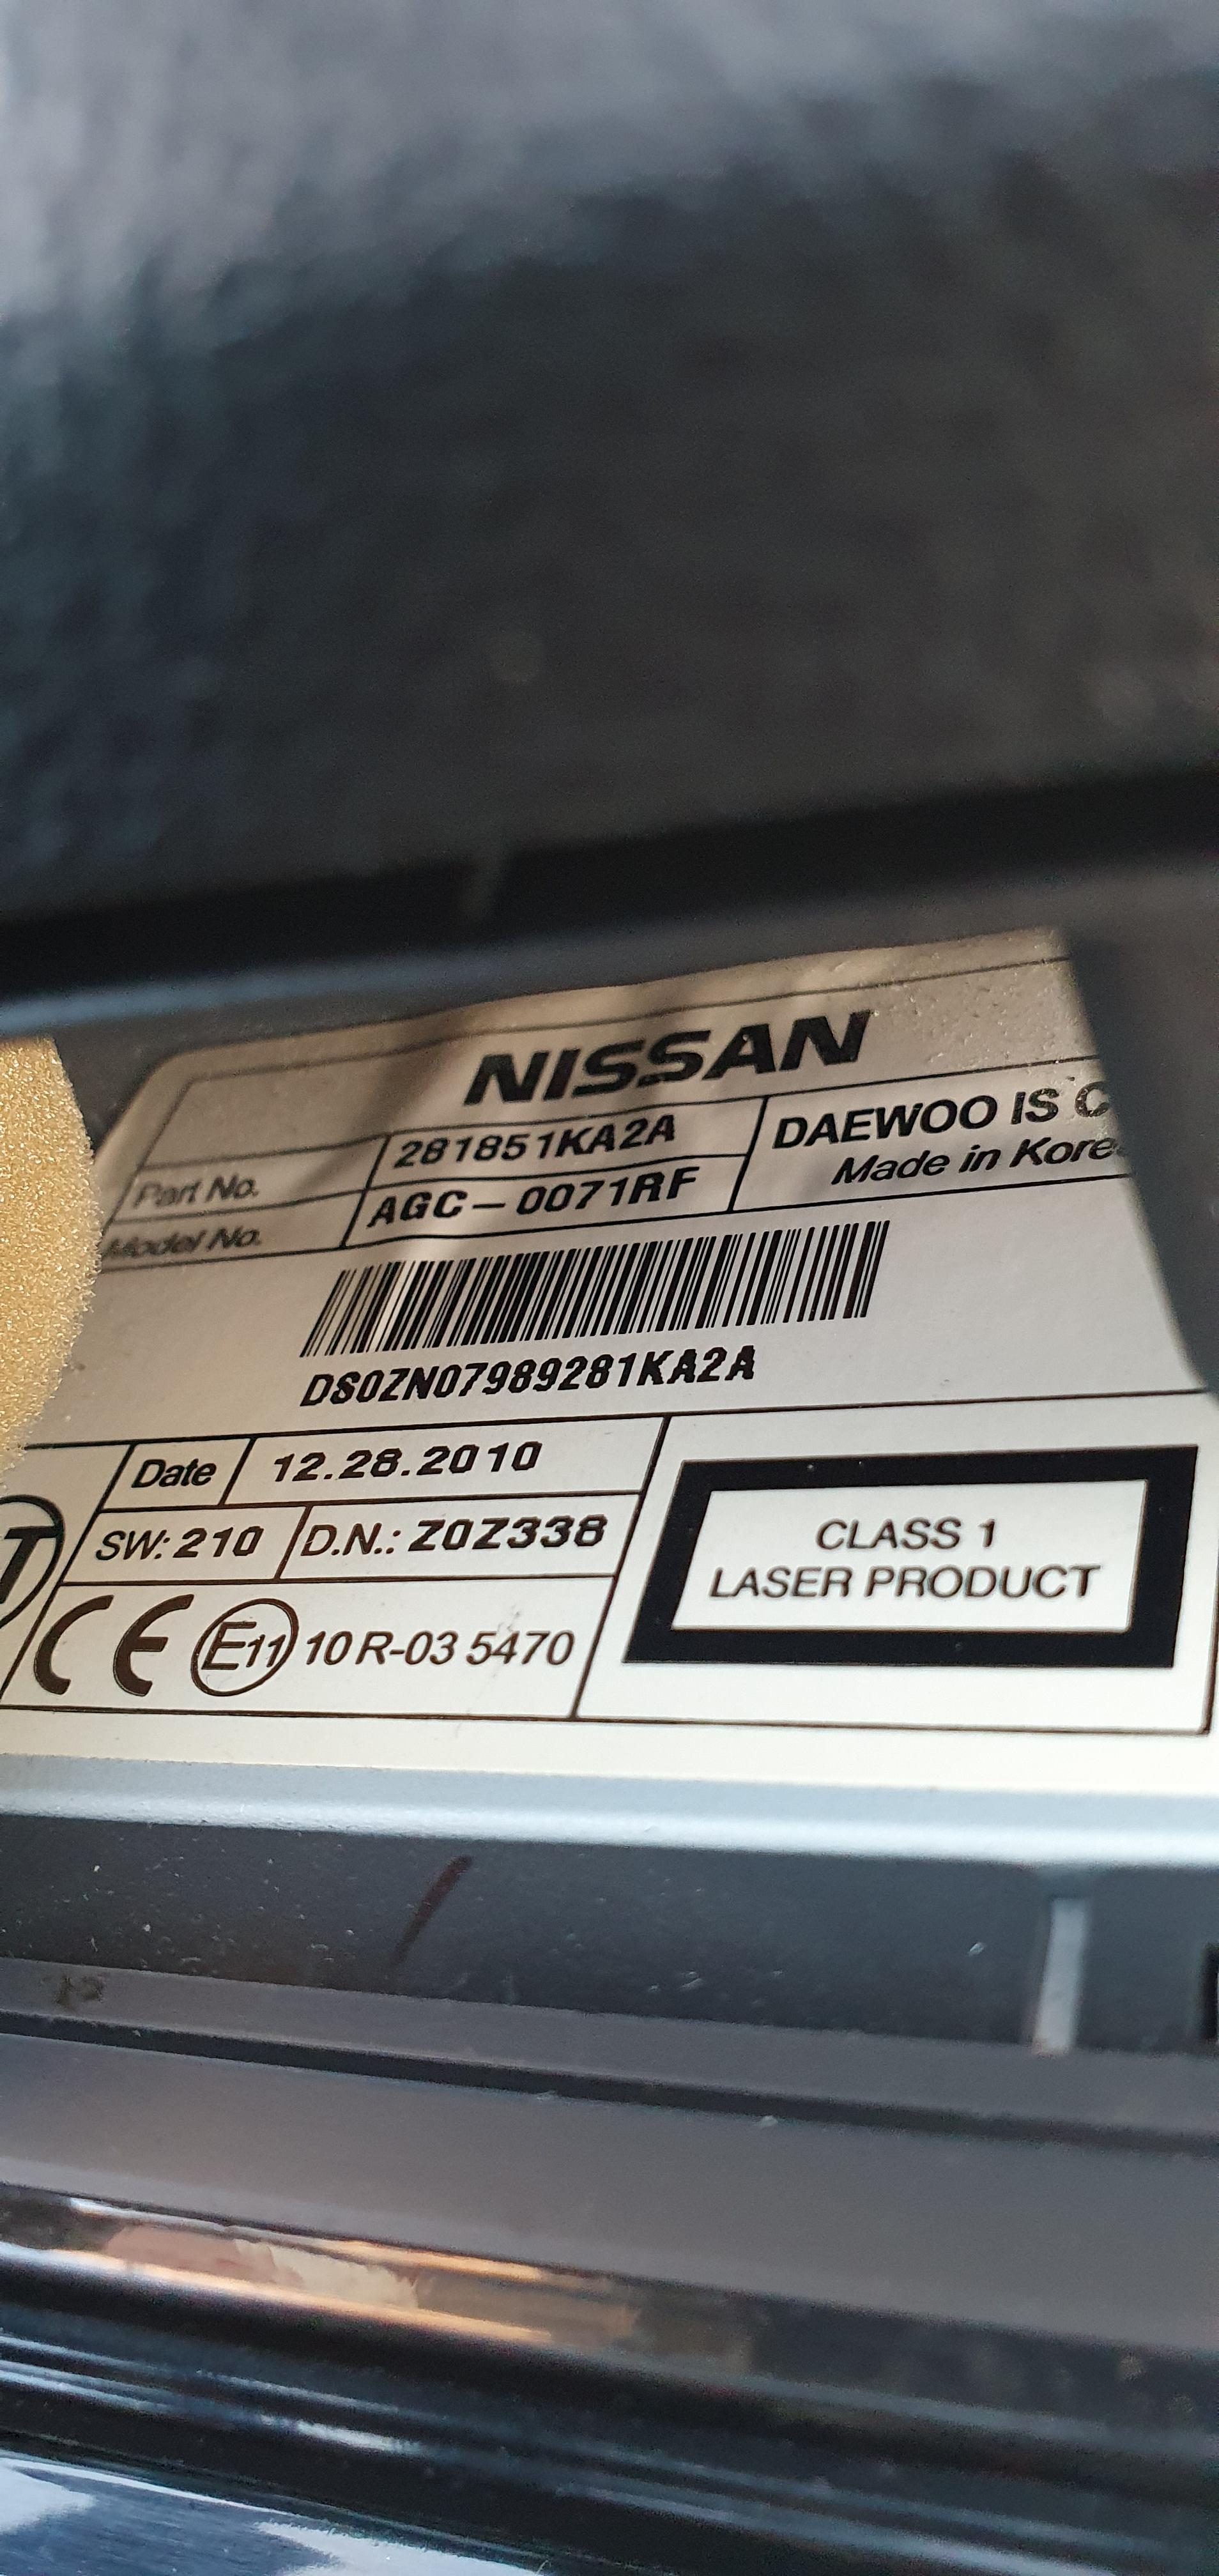 NISSAN
Part No. 281851KA2A DAEWOO IS C
Model No. AGC-0071RF Made in Kore
DS0ZN07989281KA2A
Date 12.28.2010
SW: 210 D.N.: Z0Z338
CLASS 1
LASER PRODUCT
T
CE E11 10 R-03 5470